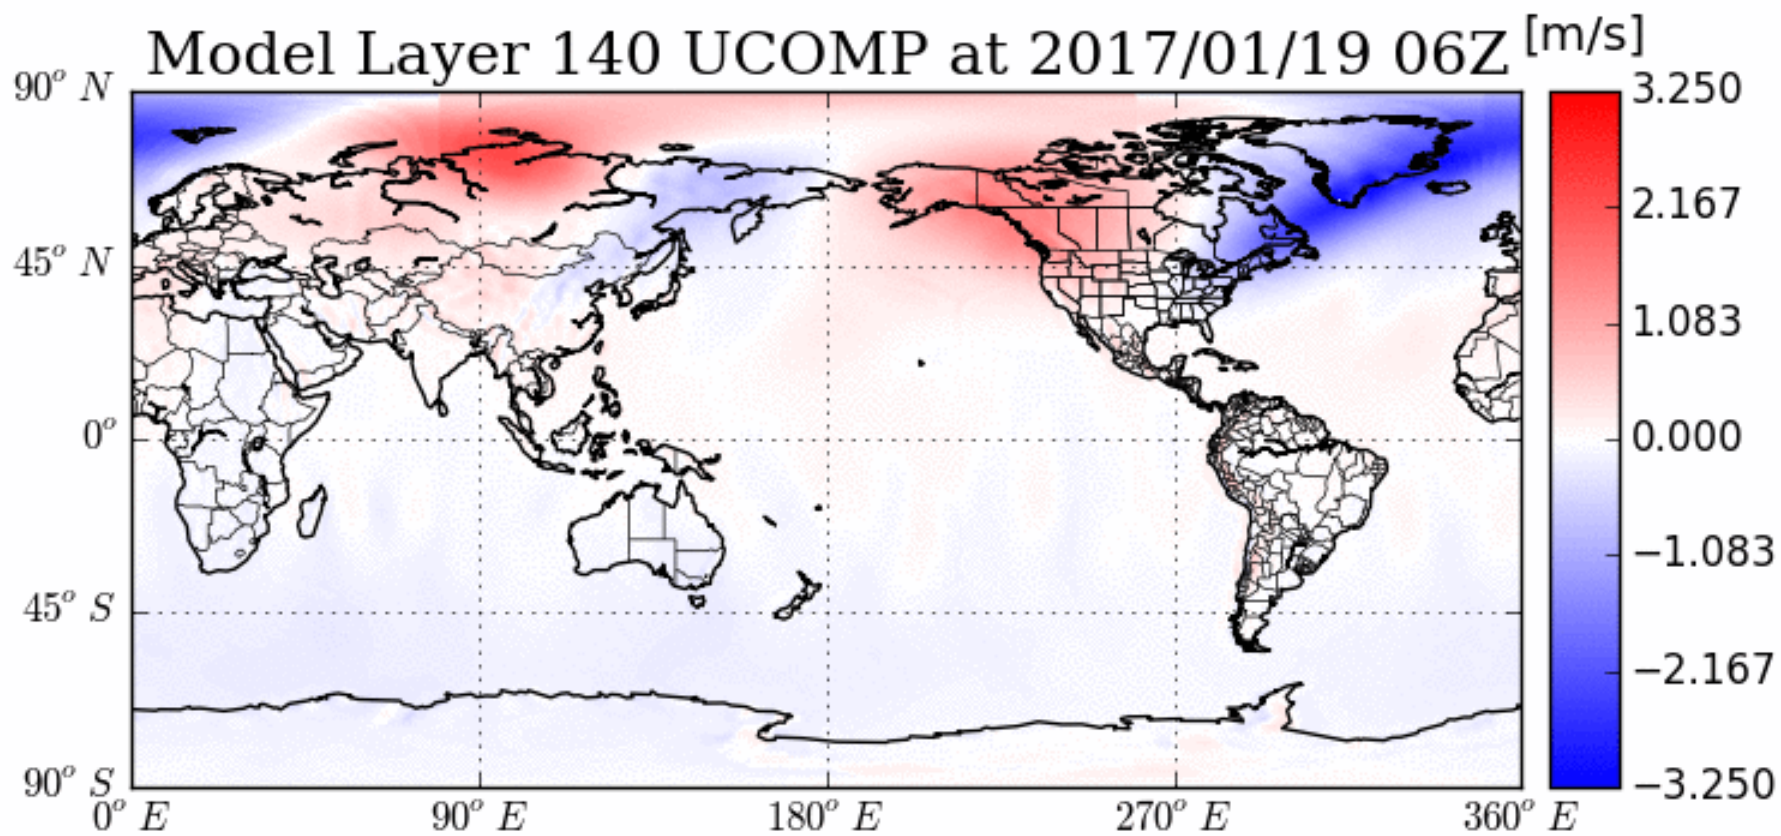 Model Layer 140 UCOMP at 2017/01/19 06Z [m/s]
90° N
45° N
0°
45° S
90° S
0° E
90° E
180° E
270° E
360° E
3.250
2.167
1.083
0.000
−1.083
−2.167
−3.250